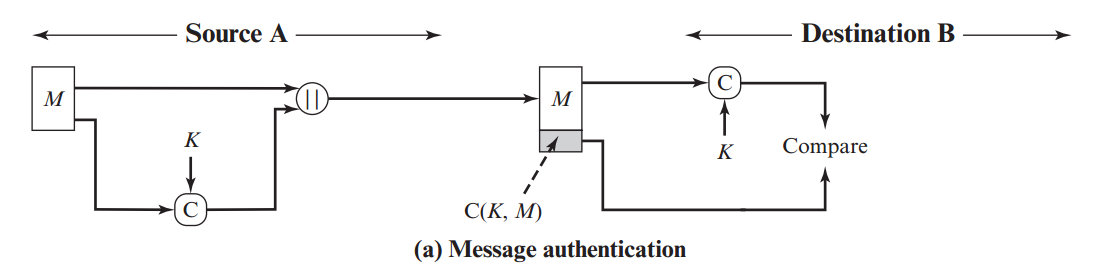 Source A
Destination B
M
||
M
C
K
K
Compare
C
C(K, M)
(a) Message authentication